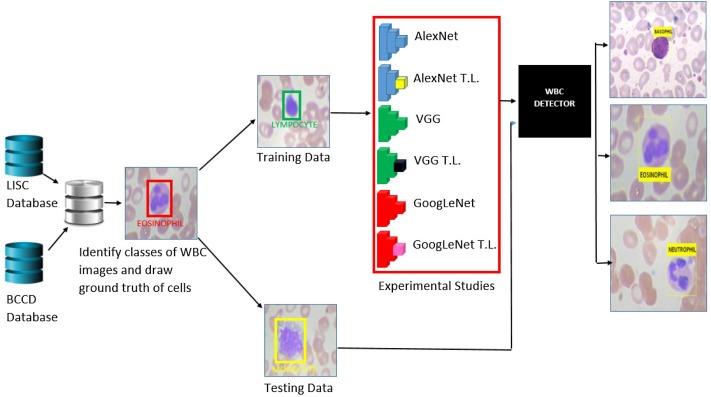 LISC
Database
BCCD
Database
EOSINOPHIL
Identify classes of WBC
images and draw
ground truth of cells
LYMPOCYTE
Training Data
Testing Data
AlexNet
AlexNet T.L.
VGG
VGG T.L.
GoogLeNet
GoogLeNet T.L.
Experimental Studies
WBC
DETECTOR
BASOPHIL
EOSINOPHIL
NEUTROPHIL